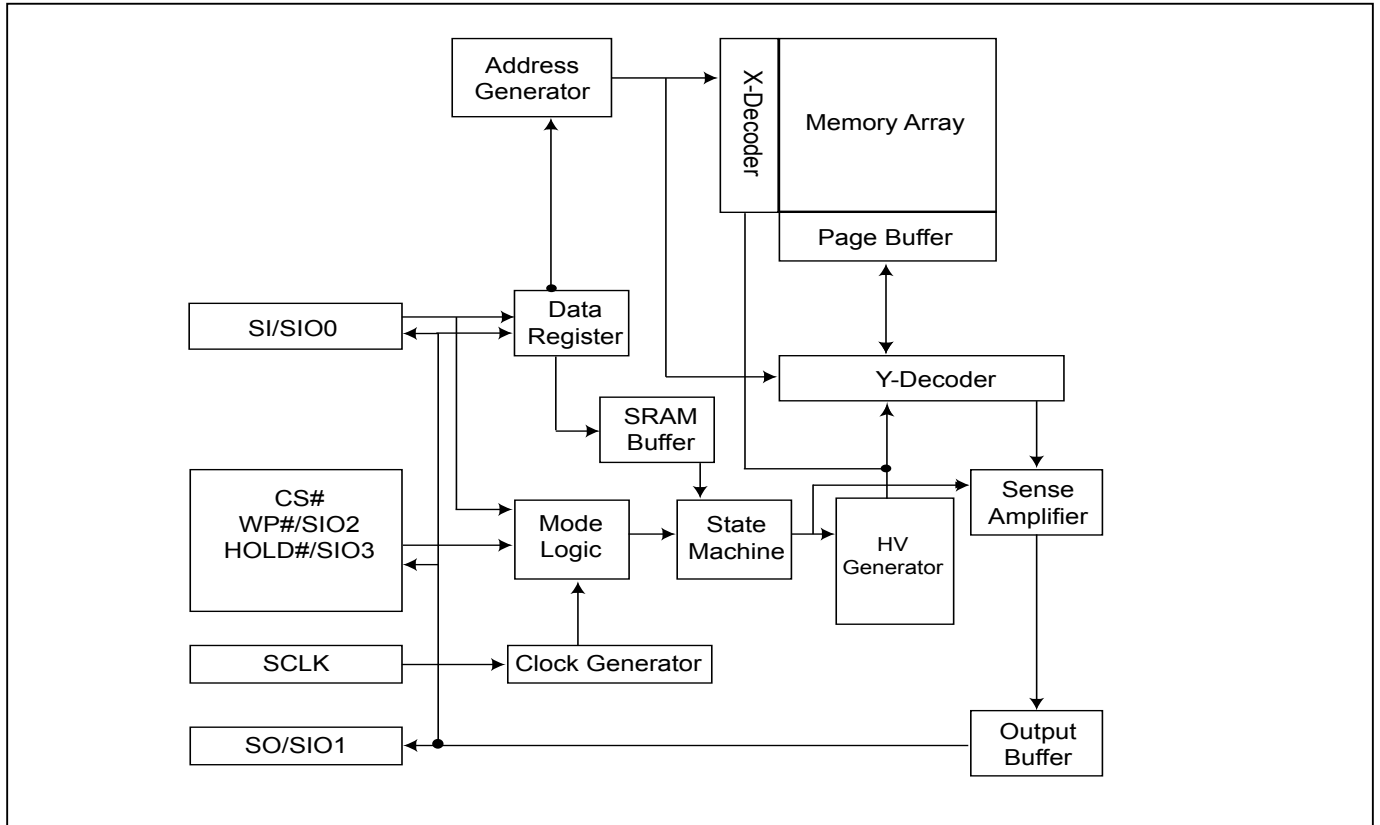 Address
Generator
X-Decoder
Memory Array
Page Buffer
SI/SIO0
Data
Register
Y-Decoder
SRAM
Buffer
CS#
WP#/SIO2
HOLD#/SIO3
Mode
Logic
State
Machine
HV
Generator
Sense
Amplifier
SCLK
Clock Generator
SO/SIO1
Output
Buffer